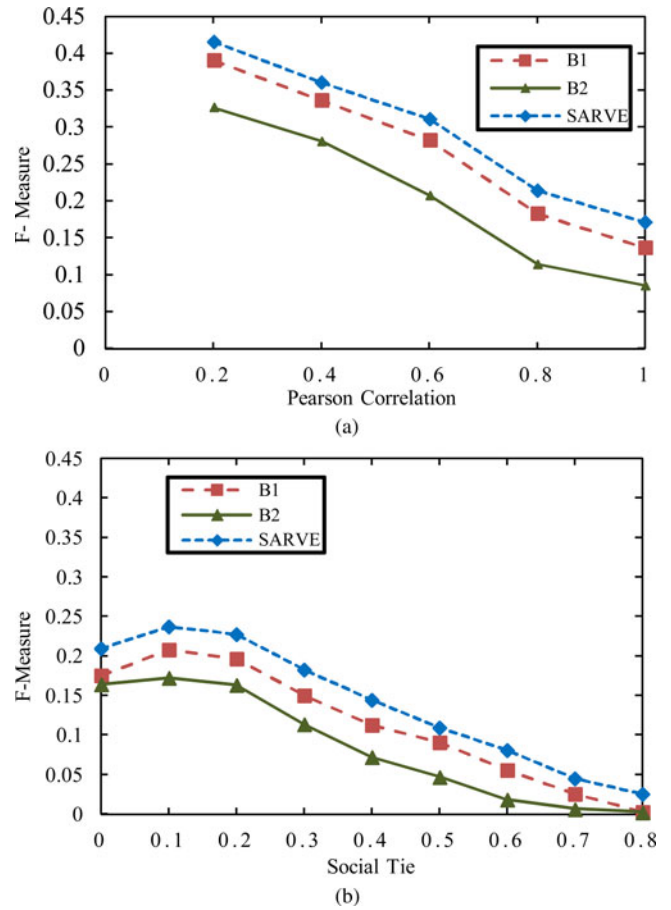 0.45
0.4
0.35
0.3
0.25
0.2
0.15
0.1
0.05
0
F- Measure
B1
B2
SARVE
0 0.2 0.4 0.6 0.8 1
Pearson Correlation
(a)
0.45
0.4
0.35
0.3
0.25
0.2
0.15
0.1
0.05
0
F-Measure
B1
B2
SARVE
0 0.1 0.2 0.3 0.4 0.5 0.6 0.7 0.8
Social Tie
(b)